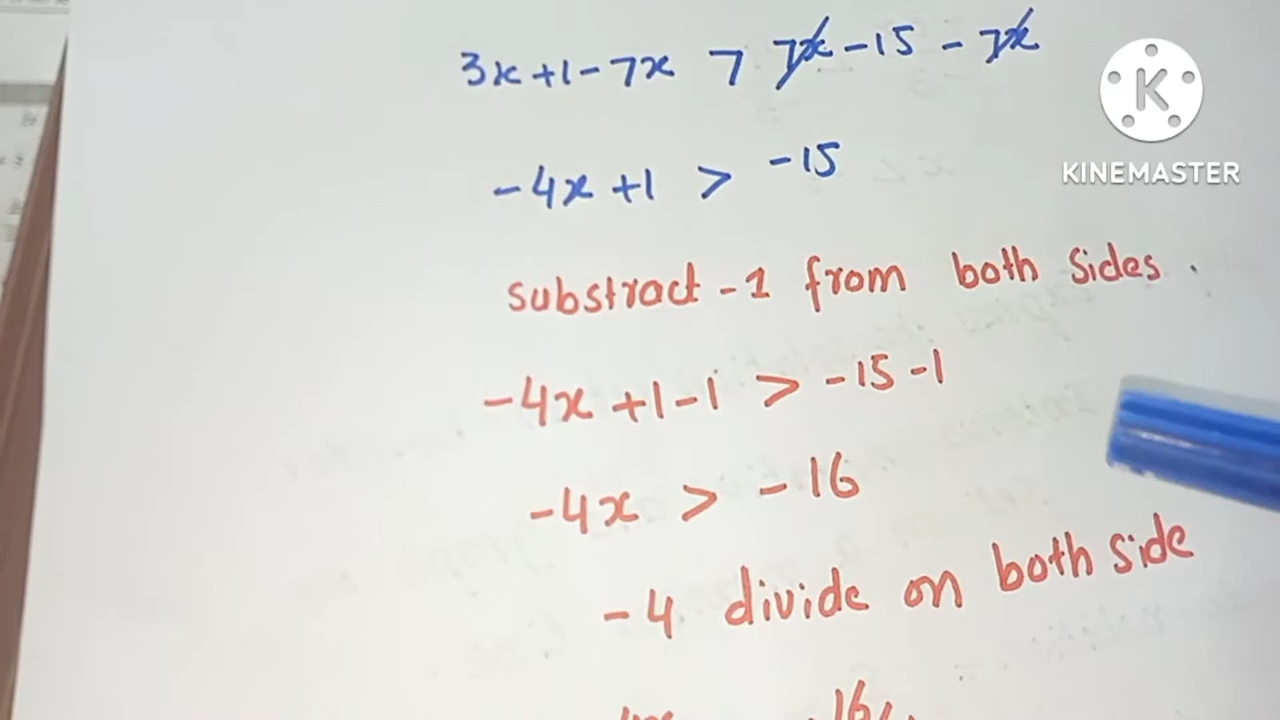 3x+1-7x > 7x-15-7x
K
KINEMASTER
-4x+1 > -15
substract -1 from both sides.
-4x+1-1 > -15-1
-4x > -16
-4 divide on both side